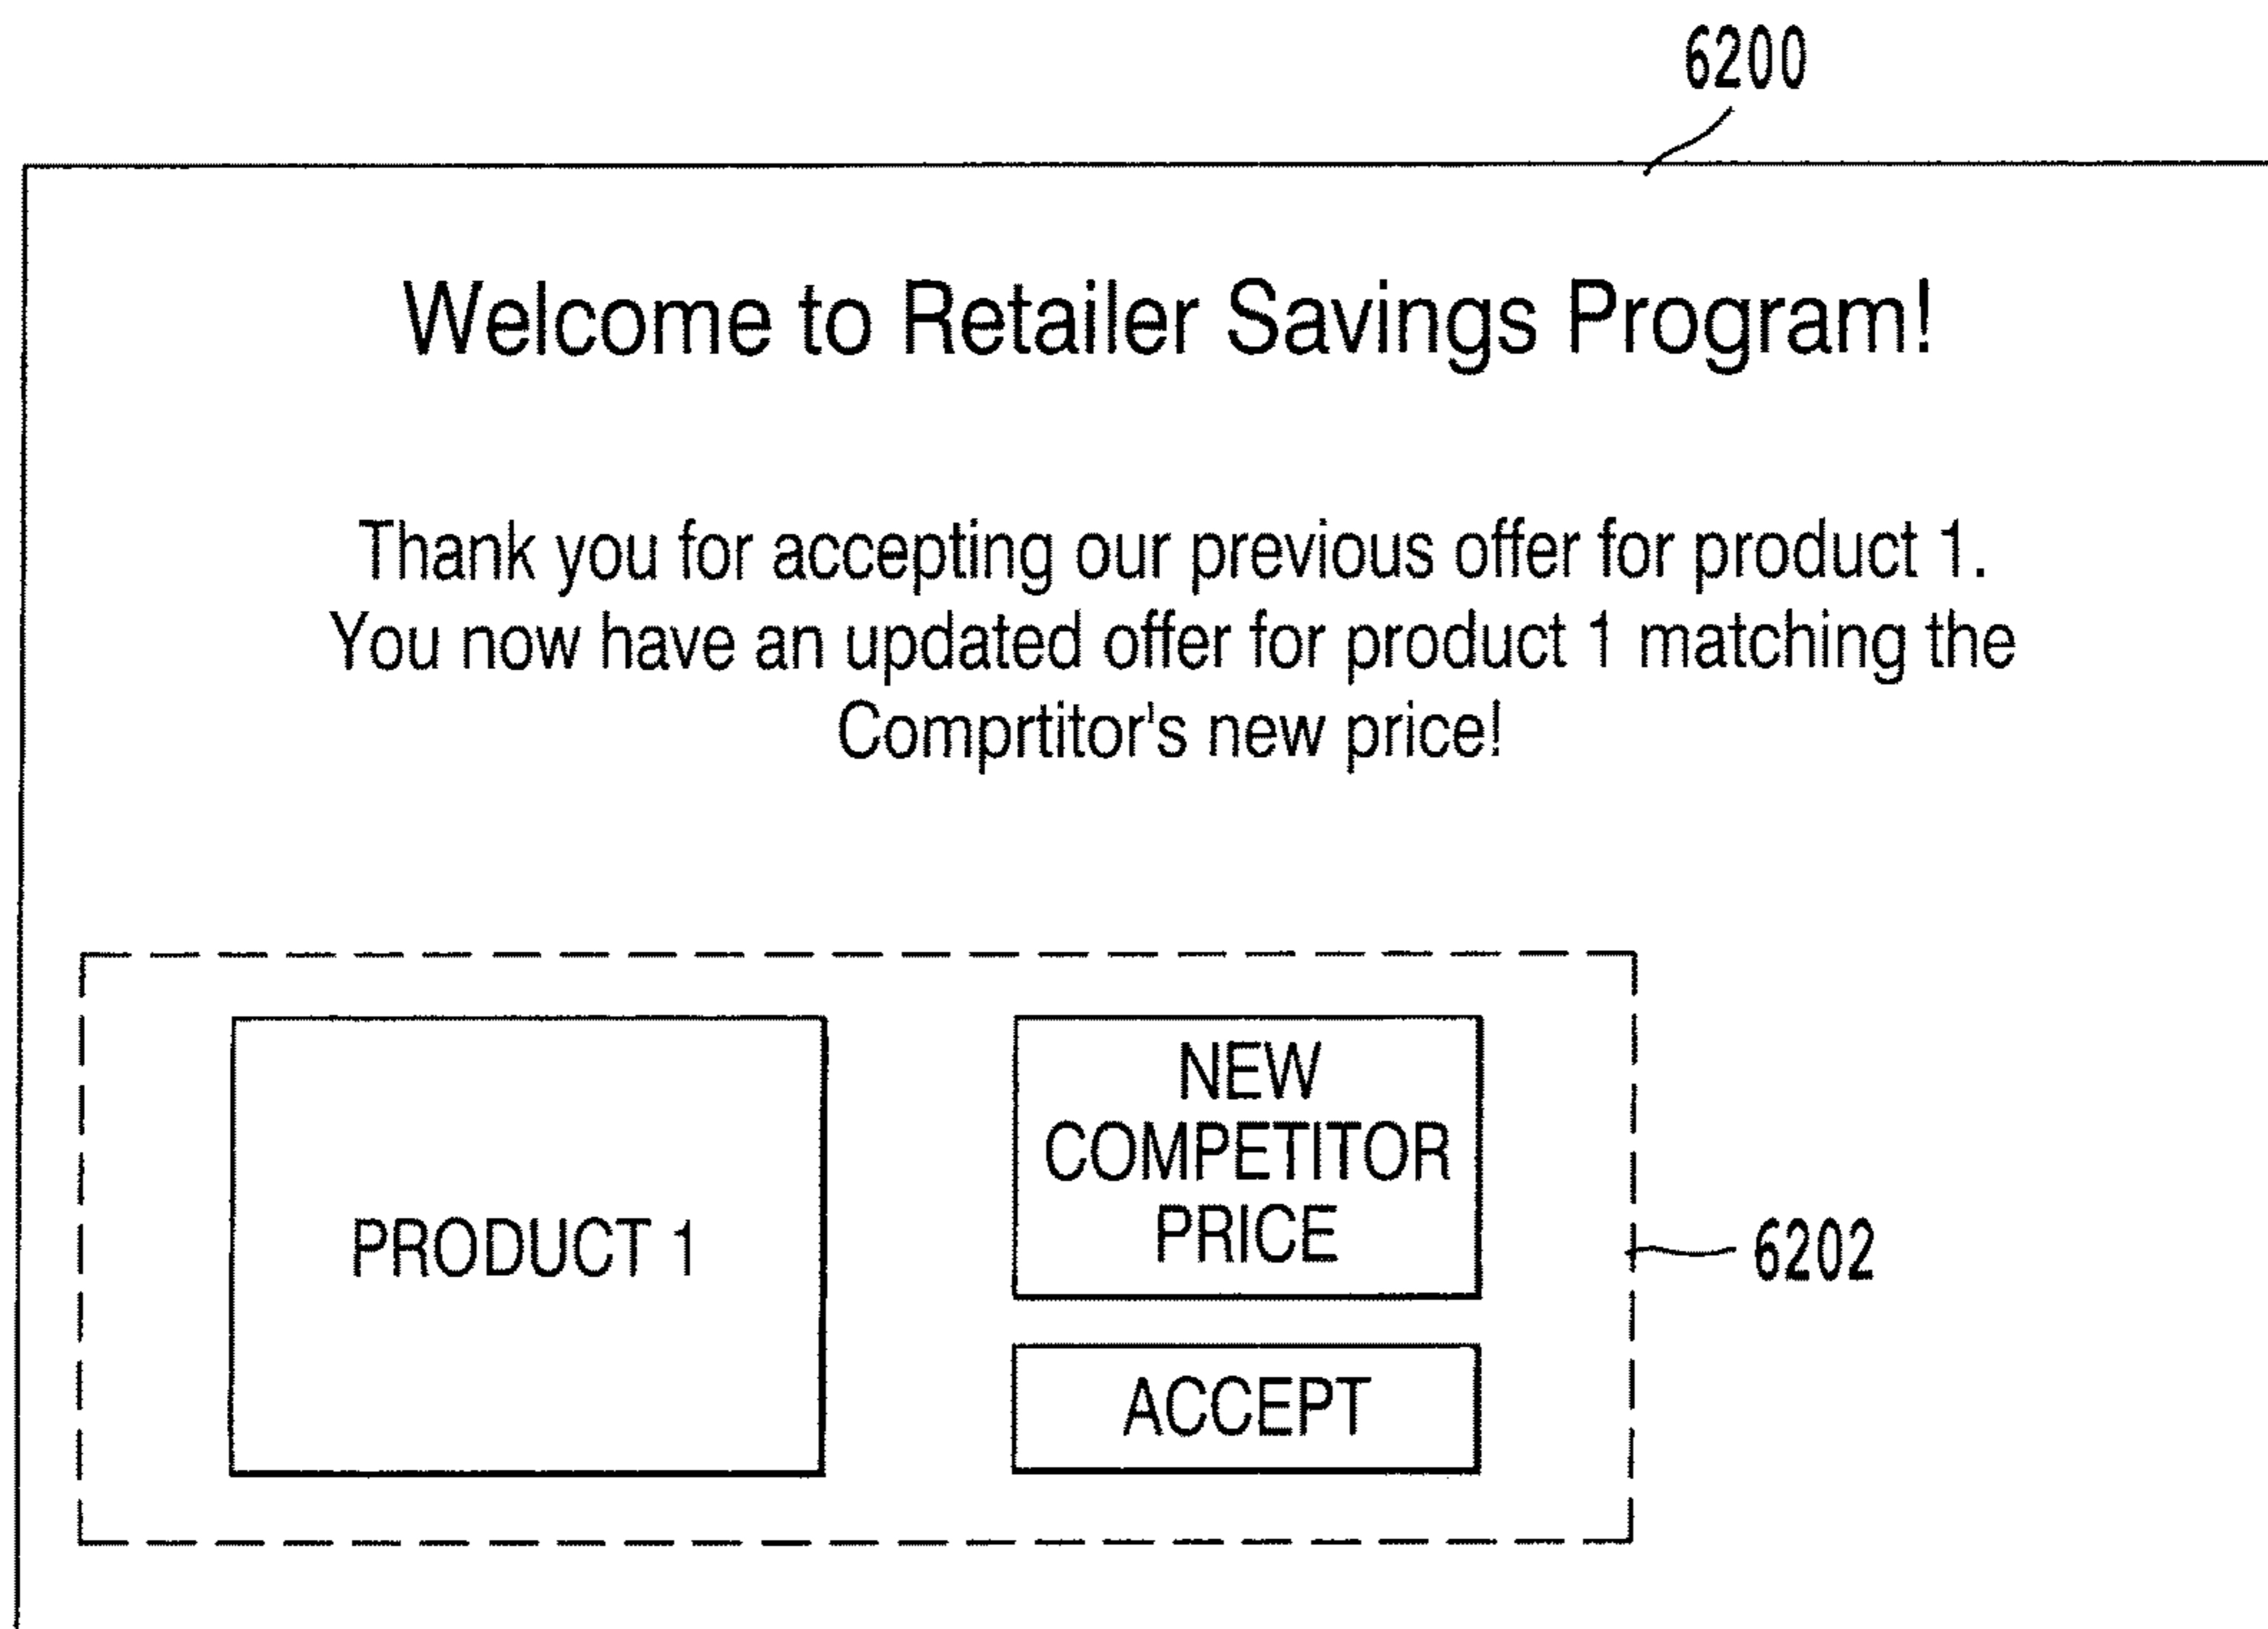 6200
Welcome to Retailer Savings Program!
Thank you for accepting our previous offer for product 1.
You now have an updated offer for product 1 matching the
Comprtitor's new price!
PRODUCT 1
NEW
COMPETITOR
PRICE
ACCEPT
6202